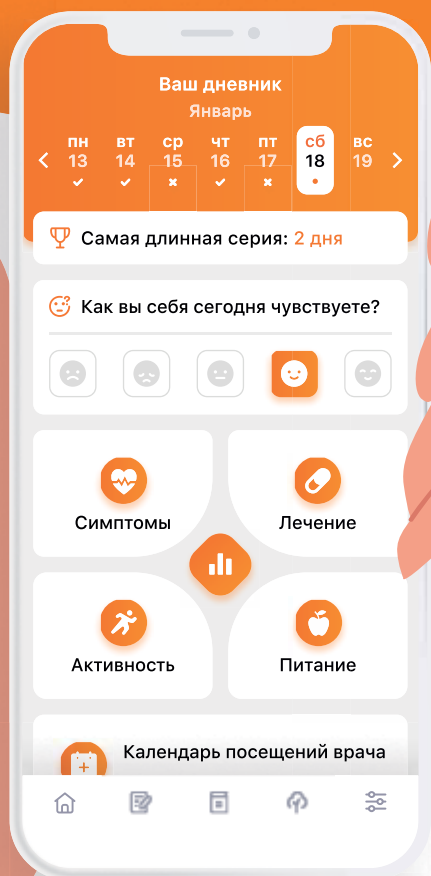 Ваш дневник
Январь
пн вт ср чт пт сб вс
13 14 15 16 17 18 19
Самая длинная серия: 2 дня
Как вы себя сегодня чувствуете?
Симптомы Лечение
Активность Питание
Календарь посещений врача